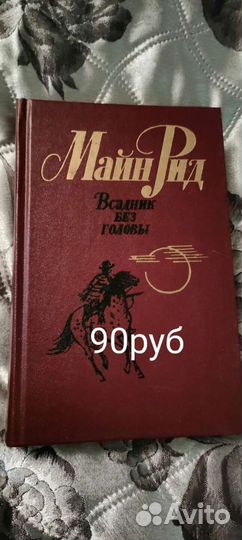 Майн Рид
Всадник
без
головы
90руб
Avito